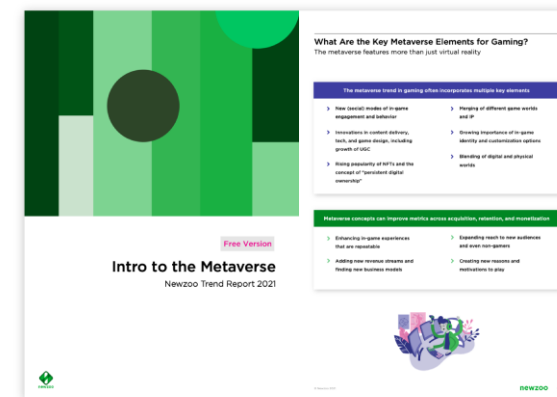 Free Version
Intro to the Metaverse
Newzoo Trend Report 2021
newzoo
What Are the Key Metaverse Elements for Gaming?
The metaverse features more than just virtual reality
The metaverse trend in gaming often incorporates multiple key elements
> New (social) modes of in-game
engagement and behavior
> Innovations in content delivery,
tech, and game design, including
growth of UGC
> Rising popularity of NFTs and the
concept of "persistent digital
ownership"
> Merging of different game worlds
and IP
> Growing importance of in-game
identity and customization options
> Blending of digital and physical
worlds
Metaverse concepts can improve metrics across acquisition, retention, and monetization
> Enhancing in-game experiences
that are repeatable
> Adding new revenue streams and
finding new business models
> Expanding reach to new audiences
and even non-gamers
> Creating new reasons and
motivations to play
newzoo